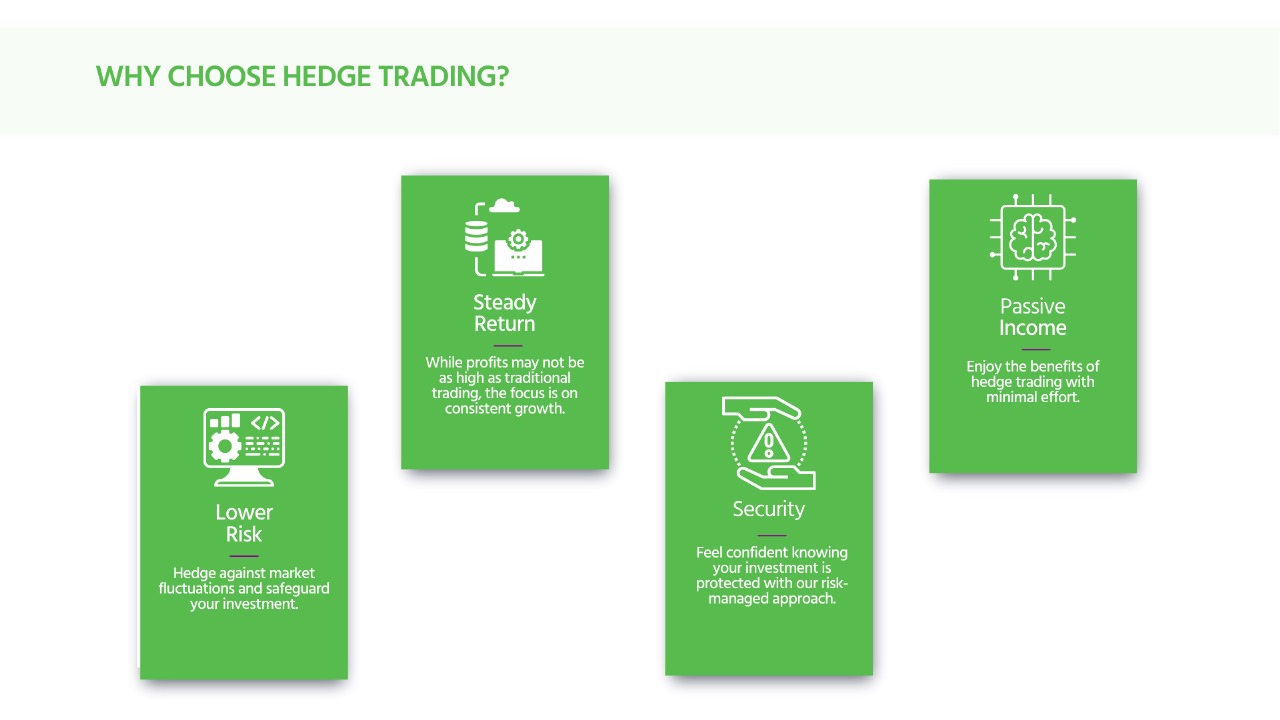 WHY CHOOSE HEDGE TRADING?
Lower
Risk
Hedge against market
fluctuations and safeguard
your investment.
Steady
Return
While profits may not be
as high as traditional
trading, the focus is on
consistent growth.
Security
Feel confident knowing
your investment is
protected with our risk-
managed approach.
Passive
Income
Enjoy the benefits of
hedge trading with
minimal effort.